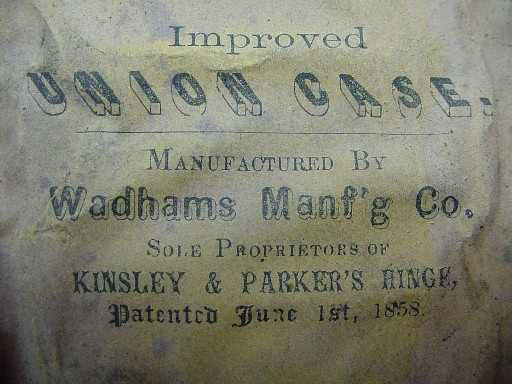 Improved
UNION CASE.
MANUFACTURED BY
Wadhams Manf'g Co.
SOLE PROPRIETORS OF
KINSLEY & PARKER'S HINGE,
Patented June 1st, 1858.